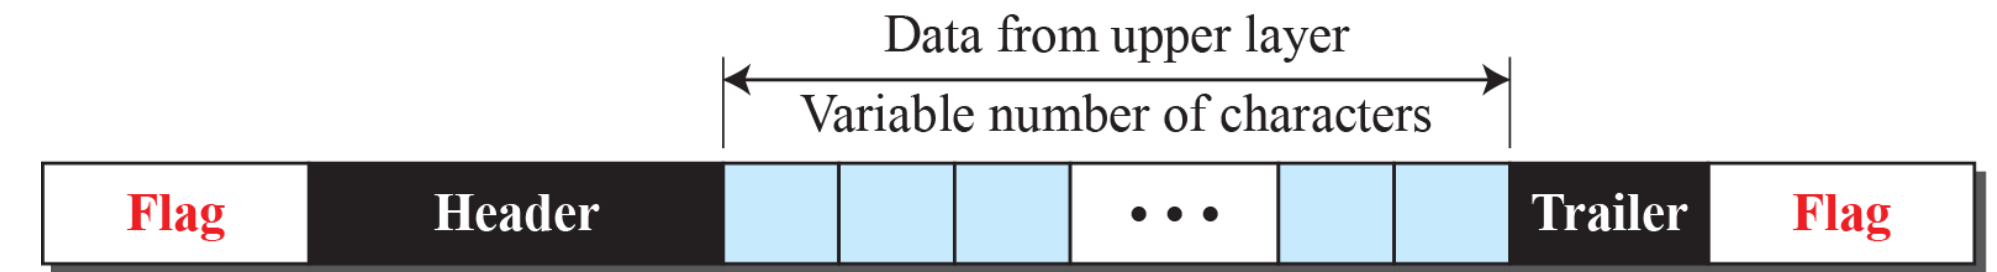 Data from upper layer
Variable number of characters
Flag Header ••• Trailer Flag